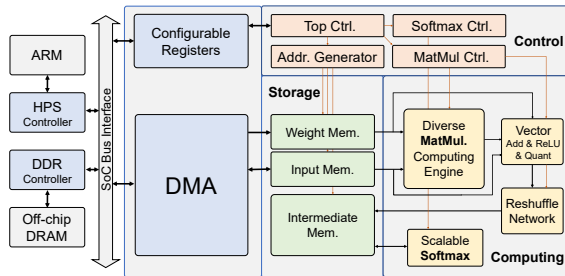 ARM
HPS
Controller
DDR
Controller
Off-chip
DRAM
SoC Bus Interface
Configurable
Registers
DMA
Top Ctrl.
Softmax Ctrl.
Addr. Generator
MatMul Ctrl.
Control
Storage
Weight Mem.
Input Mem.
Intermediate
Mem.
Diverse
MatMul.
Computing
Engine
Vector
Add & ReLU
& Quant
Reshuffle
Network
Scalable
Softmax
Computing